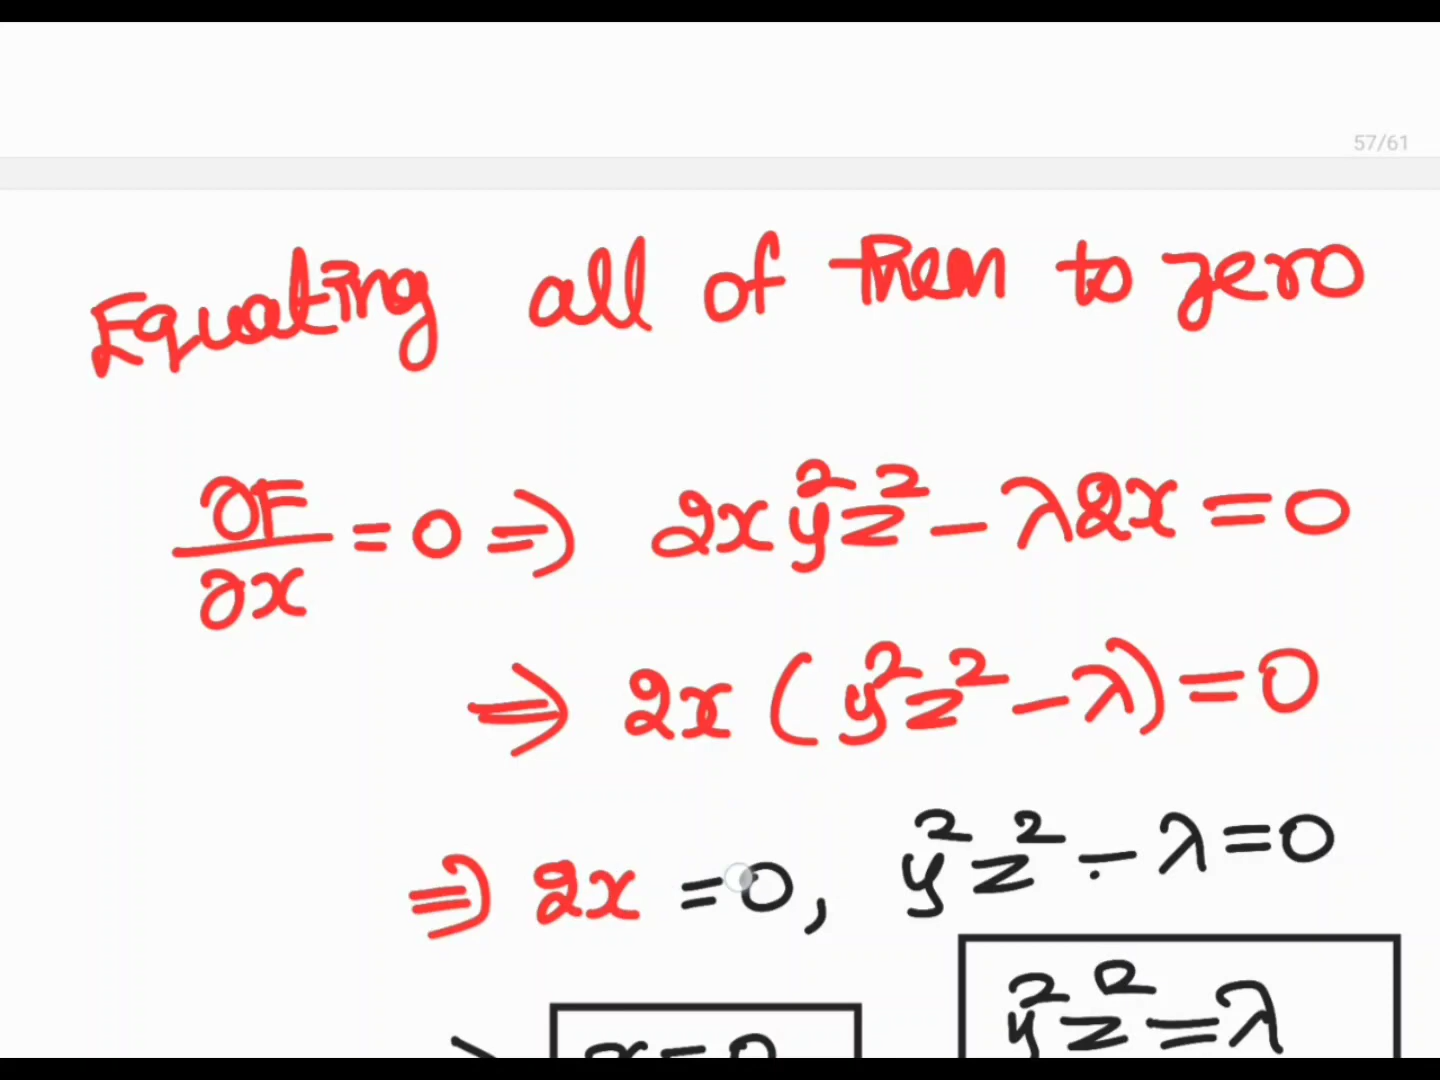 57/61
Equating all of them to zero
∂F/∂x = 0 ⇒ 2xy²z² − λ2x = 0
⇒ 2x (y²z² − λ) = 0
⇒ 2x = 0, y²z² − λ = 0
x = 0
y²z² = λ